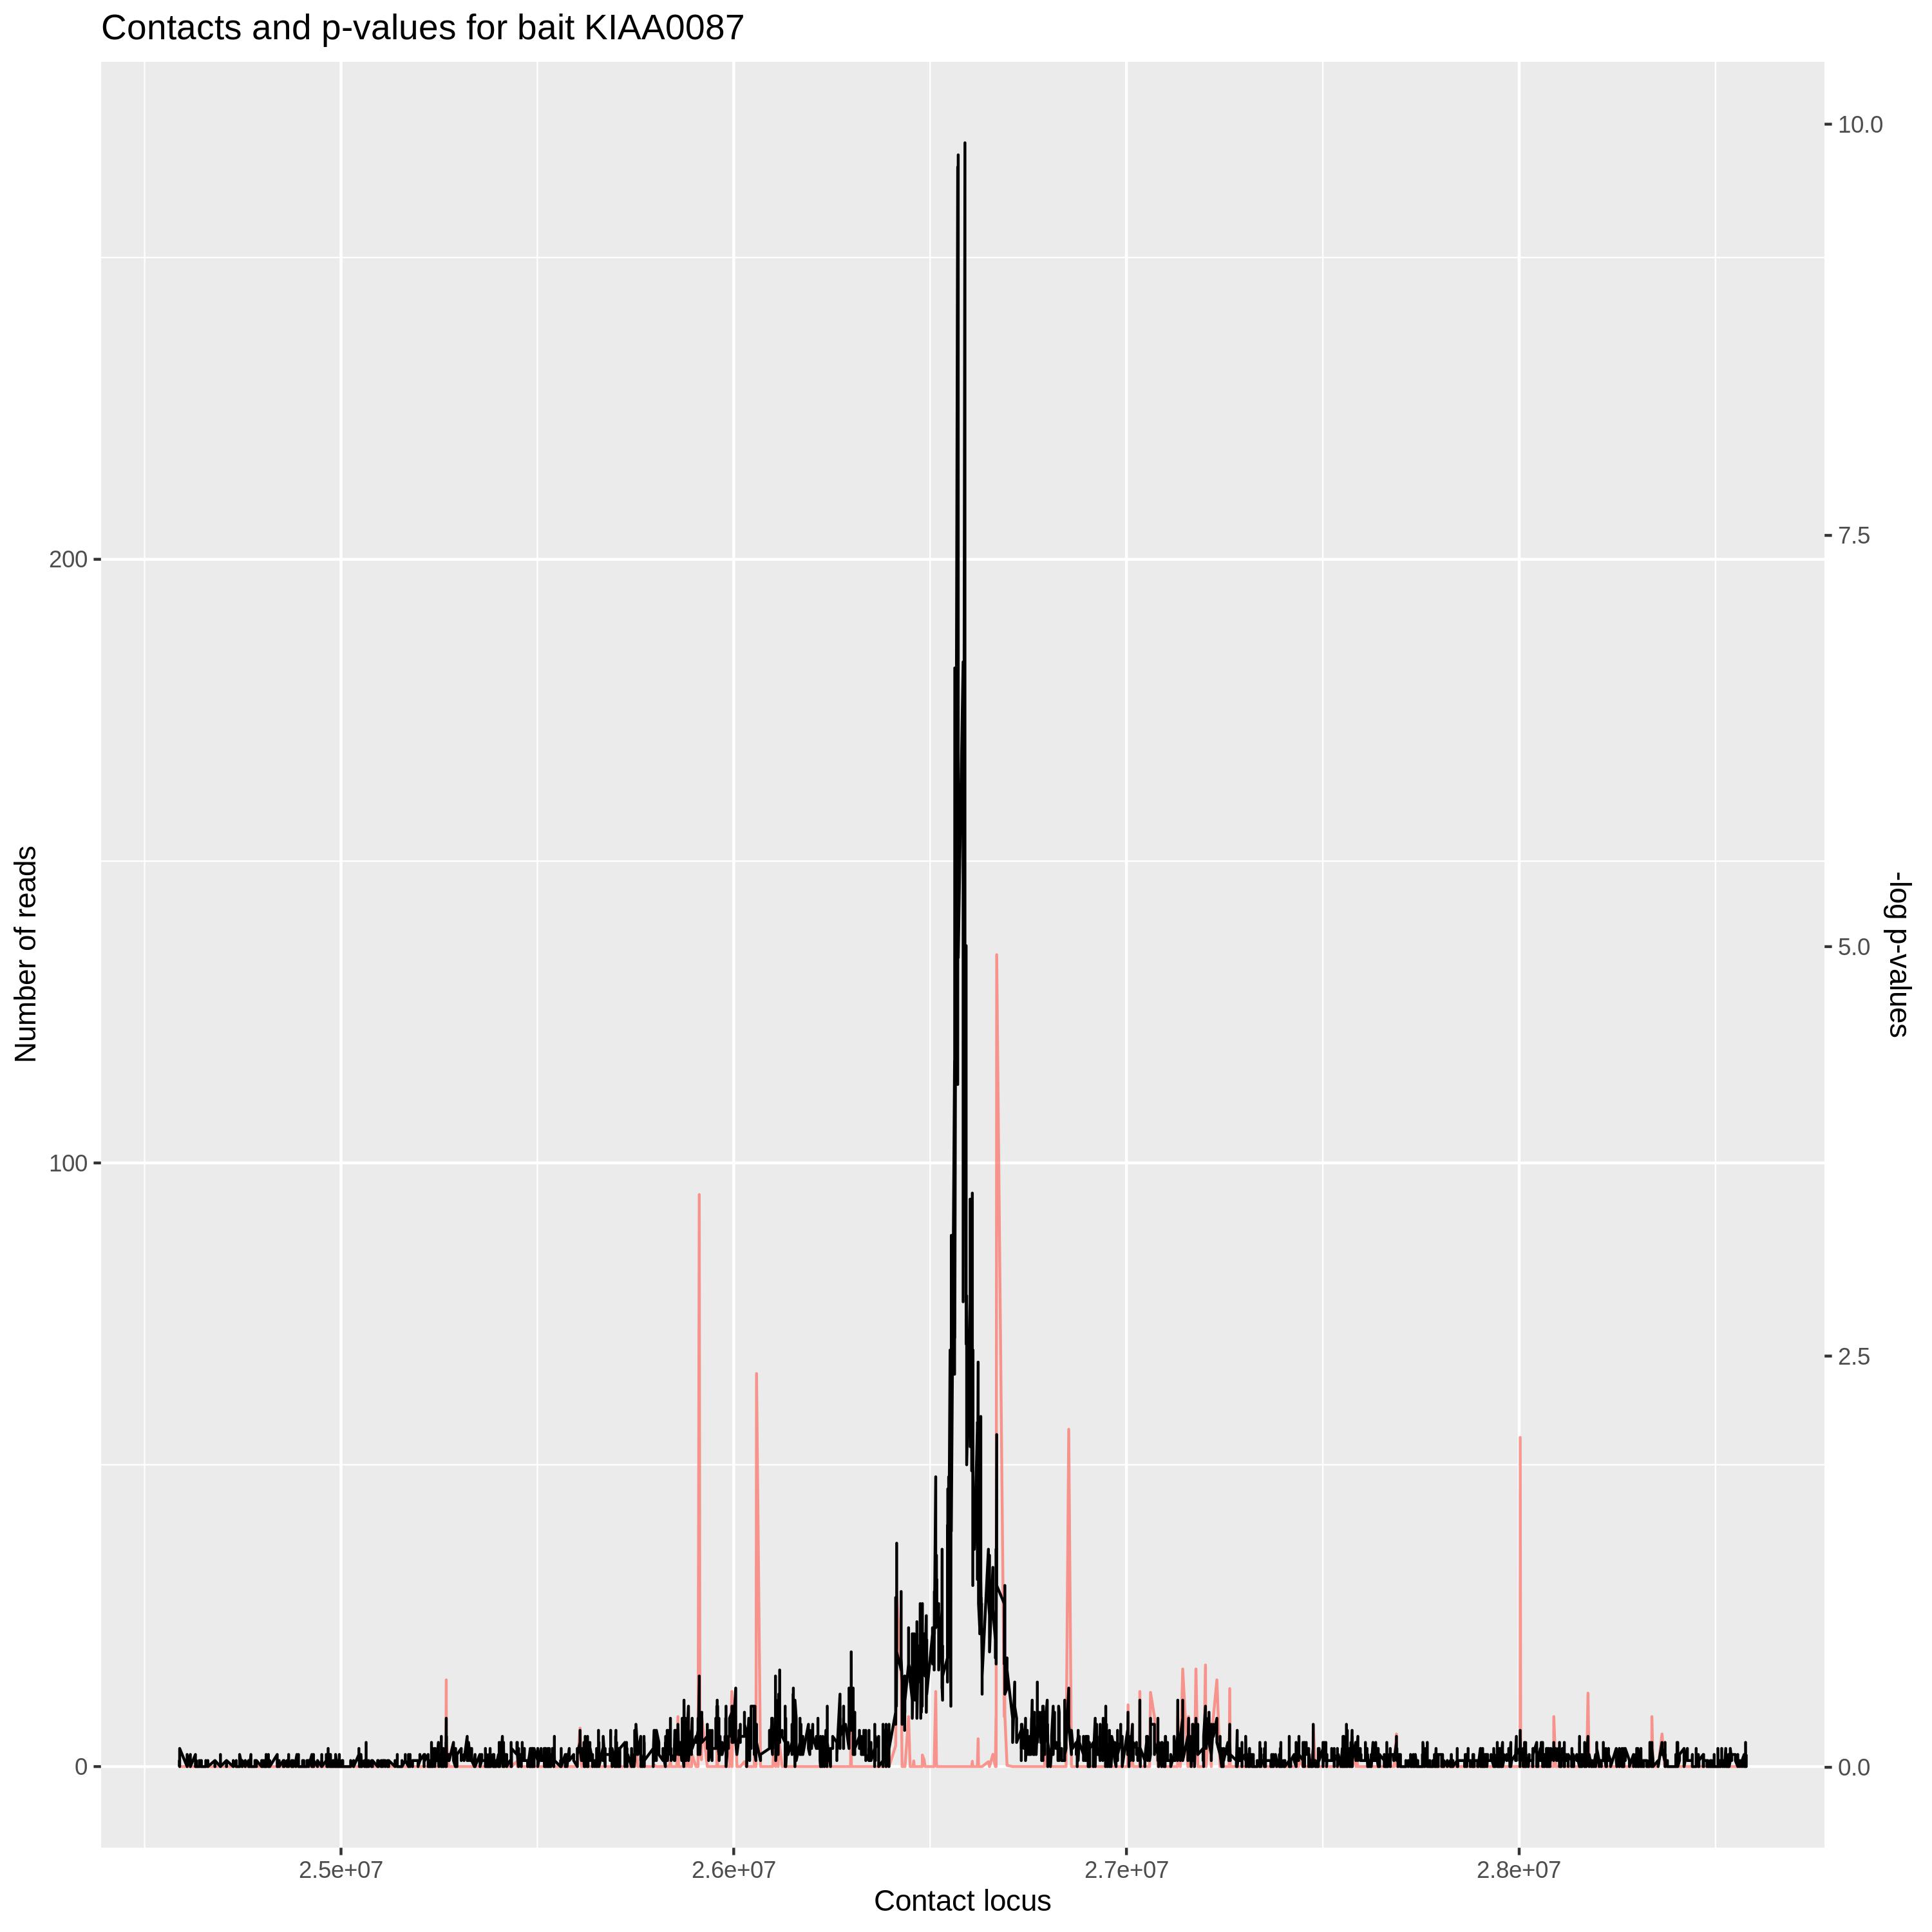 Contacts and p-values for bait KIAA0087
Number of reads
200
100
0
10.0
7.5
5.0
2.5
0.0
-log p-values
2.5e+07
2.6e+07
2.7e+07
2.8e+07
Contact locus